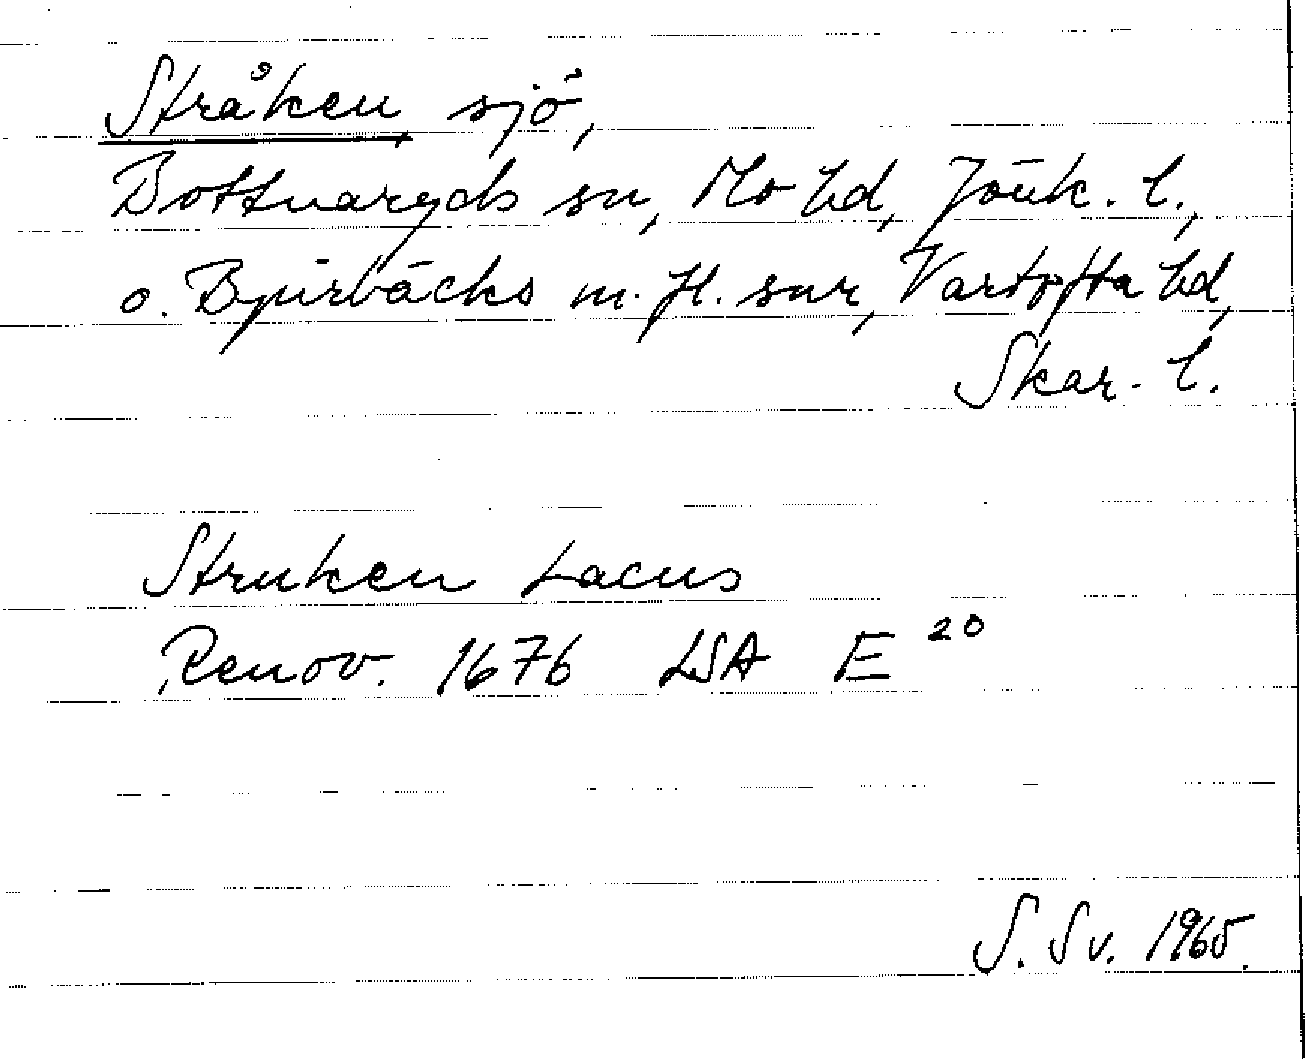 Stråken, sjö,
Bottnaryds sn, Mo hd, Jönk. l.,
o. Bjurbäcks m. fl. snr, Vartofta hd,
Skar. l.
Struken Lacus
Renov. 1676 LSA E 20
S. Sv. 1965.